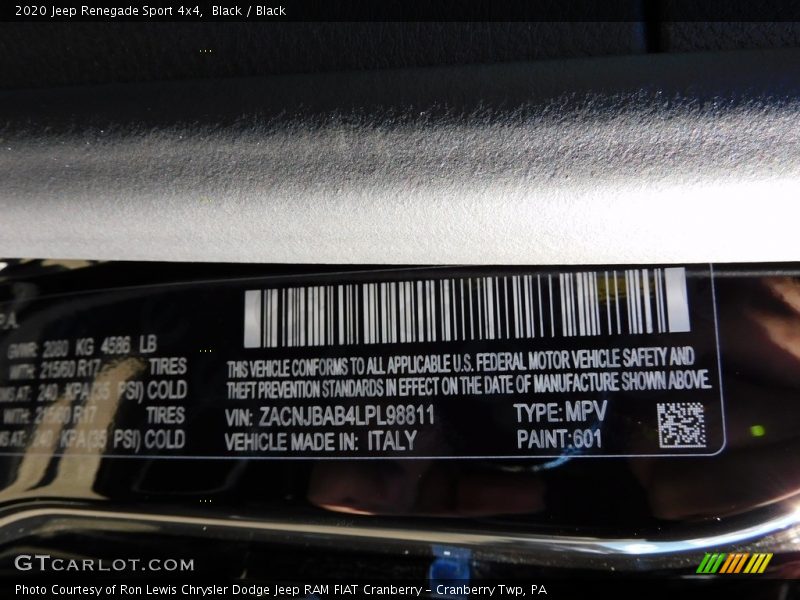 2020 Jeep Renegade Sport 4x4, Black / Black
GVWR: 2080 KG 4586 LB
WITH: 215/60 R17 TIRES
AT: 240 KPA (35 PSI) COLD
WITH: 215/60 R17 TIRES
AT: 240 KPA (35 PSI) COLD
THIS VEHICLE CONFORMS TO ALL APPLICABLE U.S. FEDERAL MOTOR VEHICLE SAFETY AND
THEFT PREVENTION STANDARDS IN EFFECT ON THE DATE OF MANUFACTURE SHOWN ABOVE.
VIN: ZACNJBAB4LPL98811 TYPE: MPV
VEHICLE MADE IN: ITALY PAINT: 601
GTCARLOT.COM
Photo Courtesy of Ron Lewis Chrysler Dodge Jeep RAM FIAT Cranberry - Cranberry Twp, PA